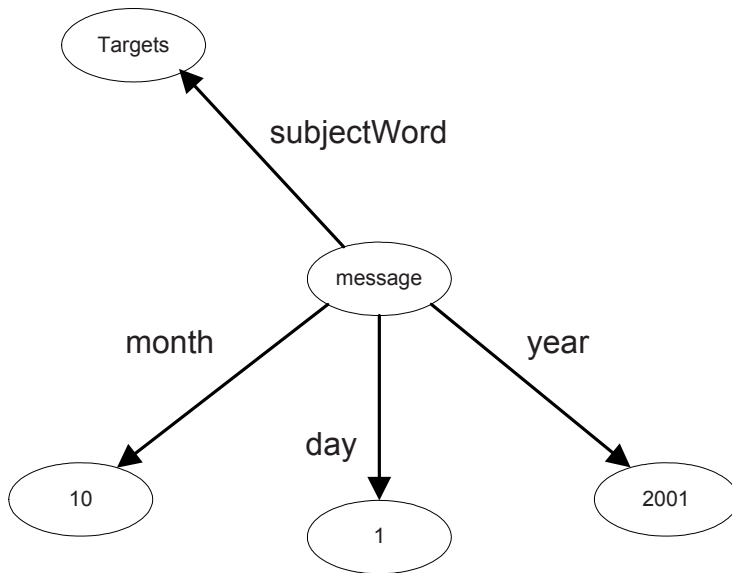 Targets
subjectWord
message
month
year
day
10
2001
1